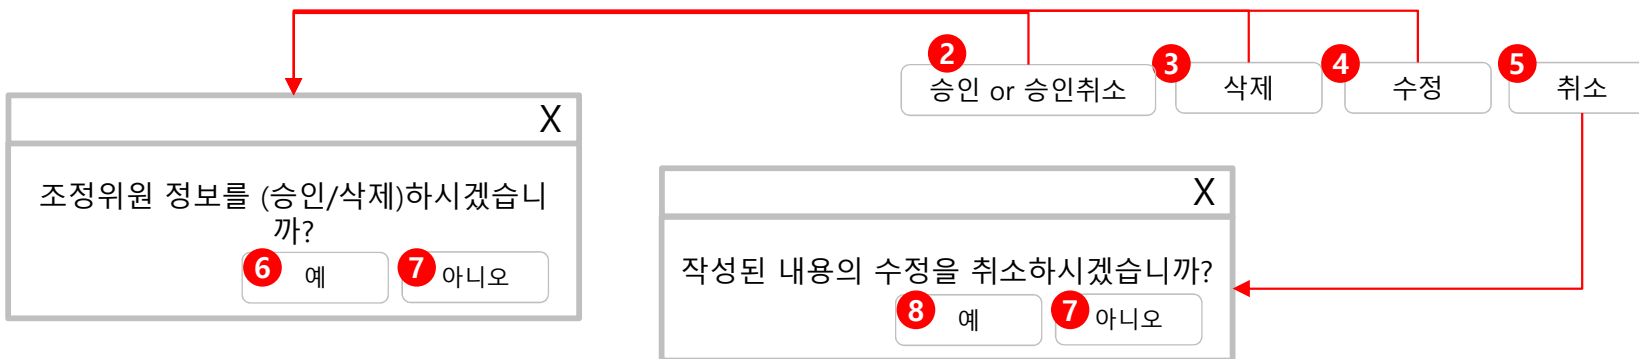 2
승인 or 승인취소
3
삭제
4
수정
5
취소
X
조정위원 정보를 (승인/삭제)하시겠습니
까?
6
예
7
아니오
X
작성된 내용의 수정을 취소하시겠습니까?
8
예
7
아니오